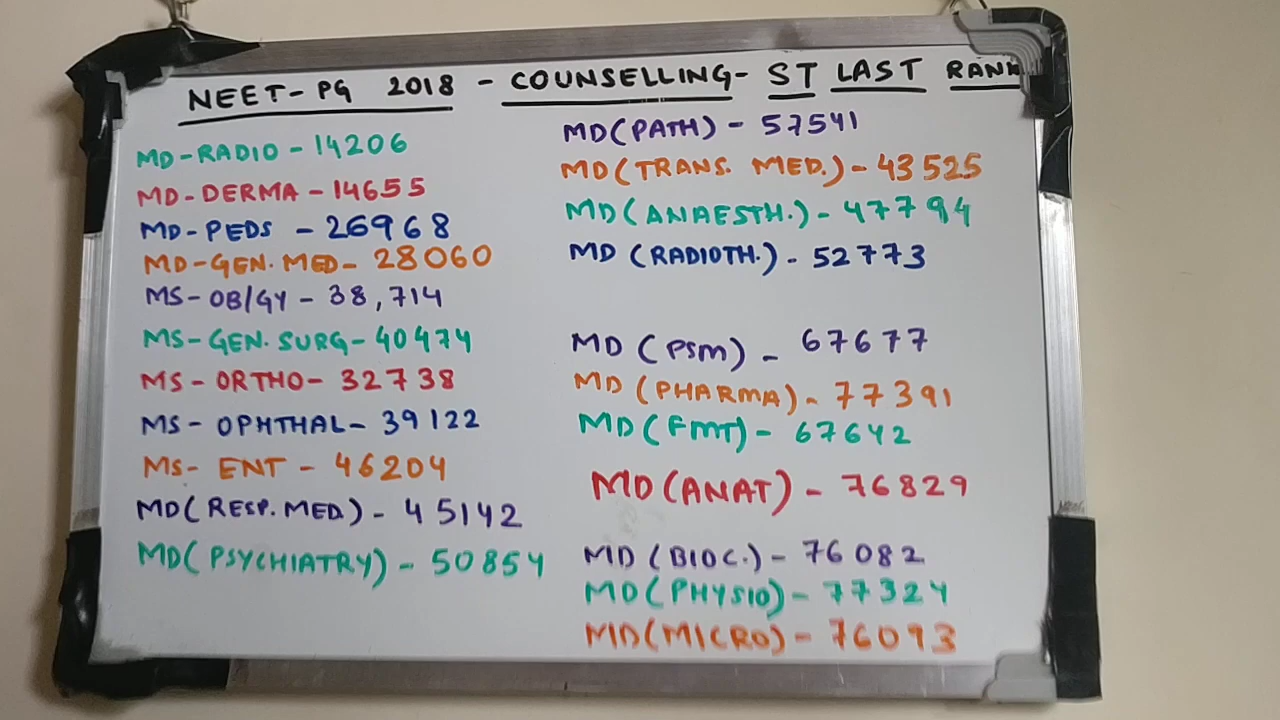 NEET-PG 2018 - COUNSELLING- ST LAST RANK
MD-RADIO - 14206
MD-DERMA - 14655
MD-PEDS - 26968
MD-GEN. MED- 28060
MS-OB/GY - 38,714
MS-GEN. SURG- 40474
MS-ORTHO- 32738
MS-OPHTHAL- 39122
MS- ENT - 46204
MD(RESP. MED.) - 45142
MD(PSYCHIATRY) - 50854
MD(PATH) - 57541
MD(TRANS. MED.) - 43525
MD(ANAESTH.) - 47794
MD (RADIOTH.) - 52773
MD (PSM) - 67677
MD (PHARMA) - 77391
MD(FMT) - 67642
MD(ANAT) - 76829
MD (BIOC.) - 76082
MD(PHYSIO) - 77324
MD(MICRO) - 76093